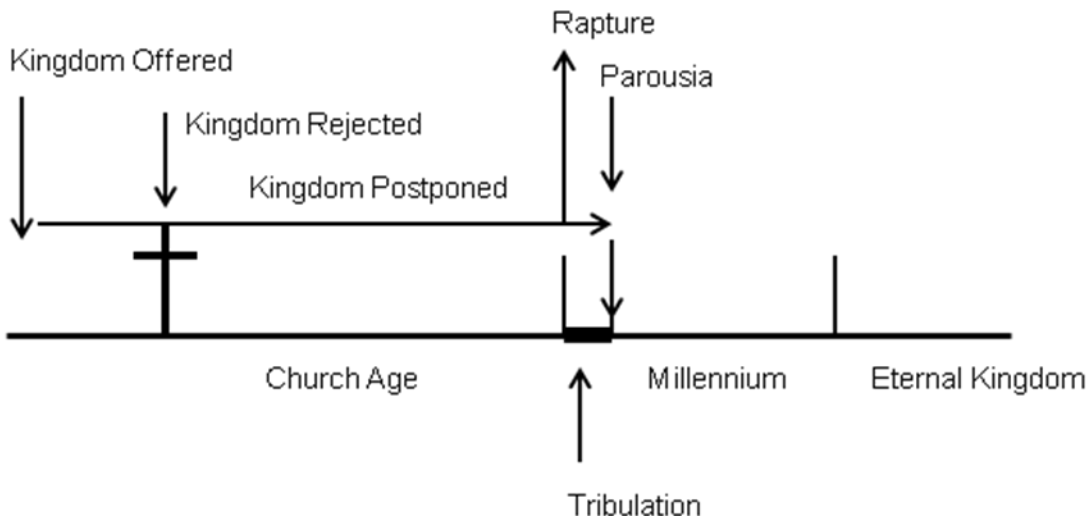 Rapture
Kingdom Offered
Parousia
Kingdom Rejected
Kingdom Postponed
Church Age
Millennium
Eternal Kingdom
Tribulation